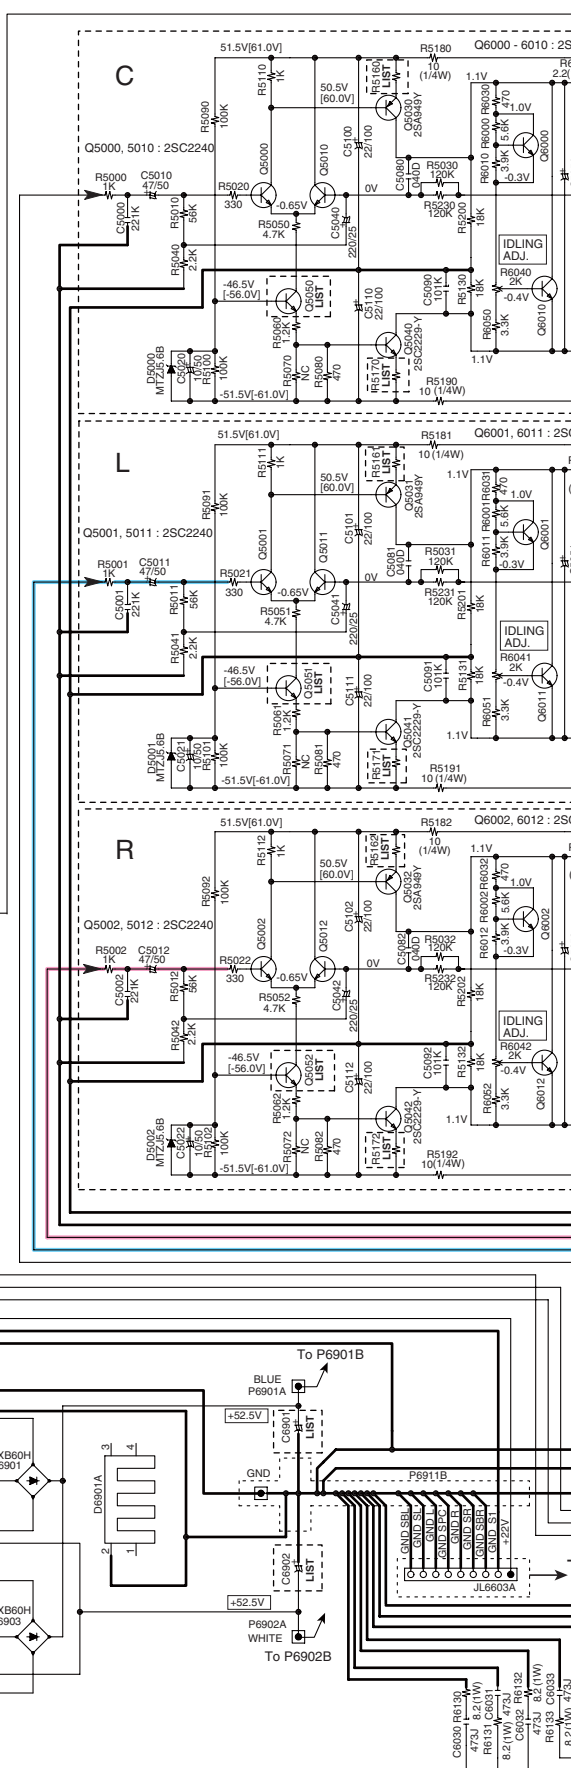 C
51.5V[61.0V]
R5110
1K
R5160
LIST
R5180
10
(1/4W)
Q6000 - 6010 : 2S
1.1V
R6030
470
2.2(
R5090
100K
50.5V
[60.0V]
Q5030
2SA949Y
C5100
22/100
R6000
5.6K
1.0V
Q6000
Q5000, 5010 : 2SC2240
R5000
1K
C5010
47/50
R5020
330
Q5000
Q5010
C5080
040D
R5030
120K
R5230
120K
R6010
3.9K
-0.3V
0V
C5000
221K
R5010
56K
-0.65V
R5050
4.7K
C5040
220/25
R5200
18K
R5040
2.2K
IDLING
ADJ.
-46.5V
[-56.0V]
Q5050
LIST
C5110
22/100
C5090
101K
R5130
18K
R6040
2K
-0.4V
Q6010
R5060
1.2K
Q5040
2SC2229-Y
R6050
3.3K
D5000
MTZJ5.6B
C5020
10/50
R5100
100K
R5070
NC
R5080
470
R5170
LIST
1.1V
-51.5V[-61.0V]
R5190
10 (1/4W)
L
51.5V[61.0V]
R5111
1K
R5161
LIST
R5181
10 (1/4W)
Q6001, 6011 : 2SC
1.1V
R6031
470
R5091
100K
50.5V
[60.0V]
Q5031
2SA949Y
C5101
22/100
R6001
5.6K
1.0V
Q6001
Q5001, 5011 : 2SC2240
R5001
1K
C5011
47/50
R5021
330
Q5001
Q5011
C5081
040D
R5031
120K
R5231
120K
R6011
3.9K
-0.3V
0V
C5001
221K
R5011
56K
-0.65V
R5051
4.7K
C5041
220/25
R5201
18K
R5041
2.2K
IDLING
ADJ.
-46.5V
[-56.0V]
Q5051
LIST
C5111
22/100
C5091
101K
R5131
18K
R6041
2K
-0.4V
Q6011
R5061
1.2K
Q5041
2SC2229-Y
R6051
3.3K
D5001
MTZJ5.6B
C5021
10/50
R5101
100K
R5071
NC
R5081
470
R5171
LIST
1.1V
-51.5V[-61.0V]
R5191
10 (1/4W)
R
51.5V[61.0V]
R5112
1K
R5162
LIST
R5182
10
(1/4W)
Q6002, 6012 : 2SC
1.1V
R6032
470
R5092
100K
50.5V
[60.0V]
Q5032
2SA949Y
C5102
22/100
R6002
5.6K
1.0V
Q6002
Q5002, 5012 : 2SC2240
R5002
1K
C5012
47/50
R5022
330
Q5002
Q5012
C5082
040D
R5032
120K
R5232
120K
R6012
3.9K
-0.3V
0V
C5002
221K
R5012
56K
-0.65V
R5052
4.7K
C5042
220/25
R5202
18K
R5042
2.2K
IDLING
ADJ.
-46.5V
[-56.0V]
Q5052
LIST
C5112
22/100
C5092
101K
R5132
18K
R6042
2K
-0.4V
Q6012
R5062
1.2K
Q5042
2SC2229-Y
R6052
3.3K
D5002
MTZJ5.6B
C5022
10/50
R5102
100K
R5072
NC
R5082
470
R5172
LIST
1.1V
-51.5V[-61.0V]
R5192
10(1/4W)
To P6901B
BLUE
P6901A
+52.5V
C6901
LIST
XB60H
6901
D6901A
3
4
2
1
GND
P6911B
GND SBL
GND SL
GND L
GND SPC
GND R
GND SR
GND SBR
GND S1
+22V
JL6603A
C6902
LIST
XB60H
6903
+52.5V
P6902A
WHITE
To P6902B
C6030 R6130
473J 8.2 (1W)
R6131 C6031
8.2 (1W) 473J
C6032 R6132
473J 8.2 (1W)
R6133 C6033
8.2(1W) 473J